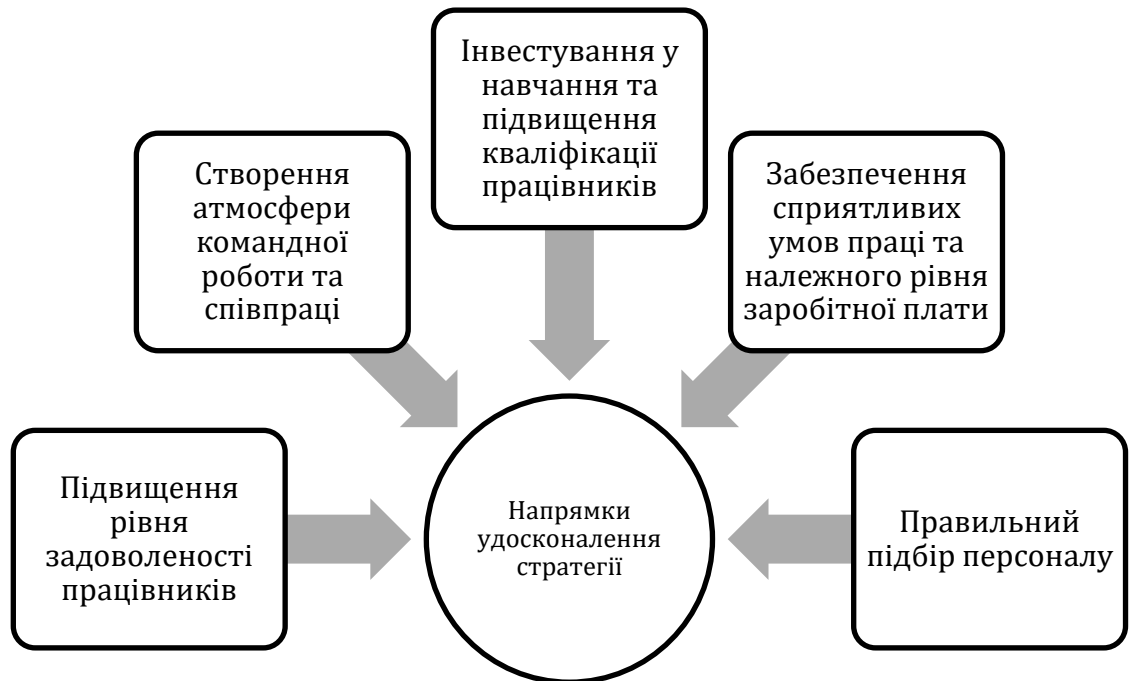 Інвестування у
навчання та
підвищення
кваліфікації
працівників
Створення
атмосфери
командної
роботи та
співпраці
Забезпечення
сприятливих
умов праці та
належного рівня
заробітної плати
Підвищення
рівня
задоволеності
працівників
Напрямки
удосконалення
стратегії
Правильний
підбір персоналу